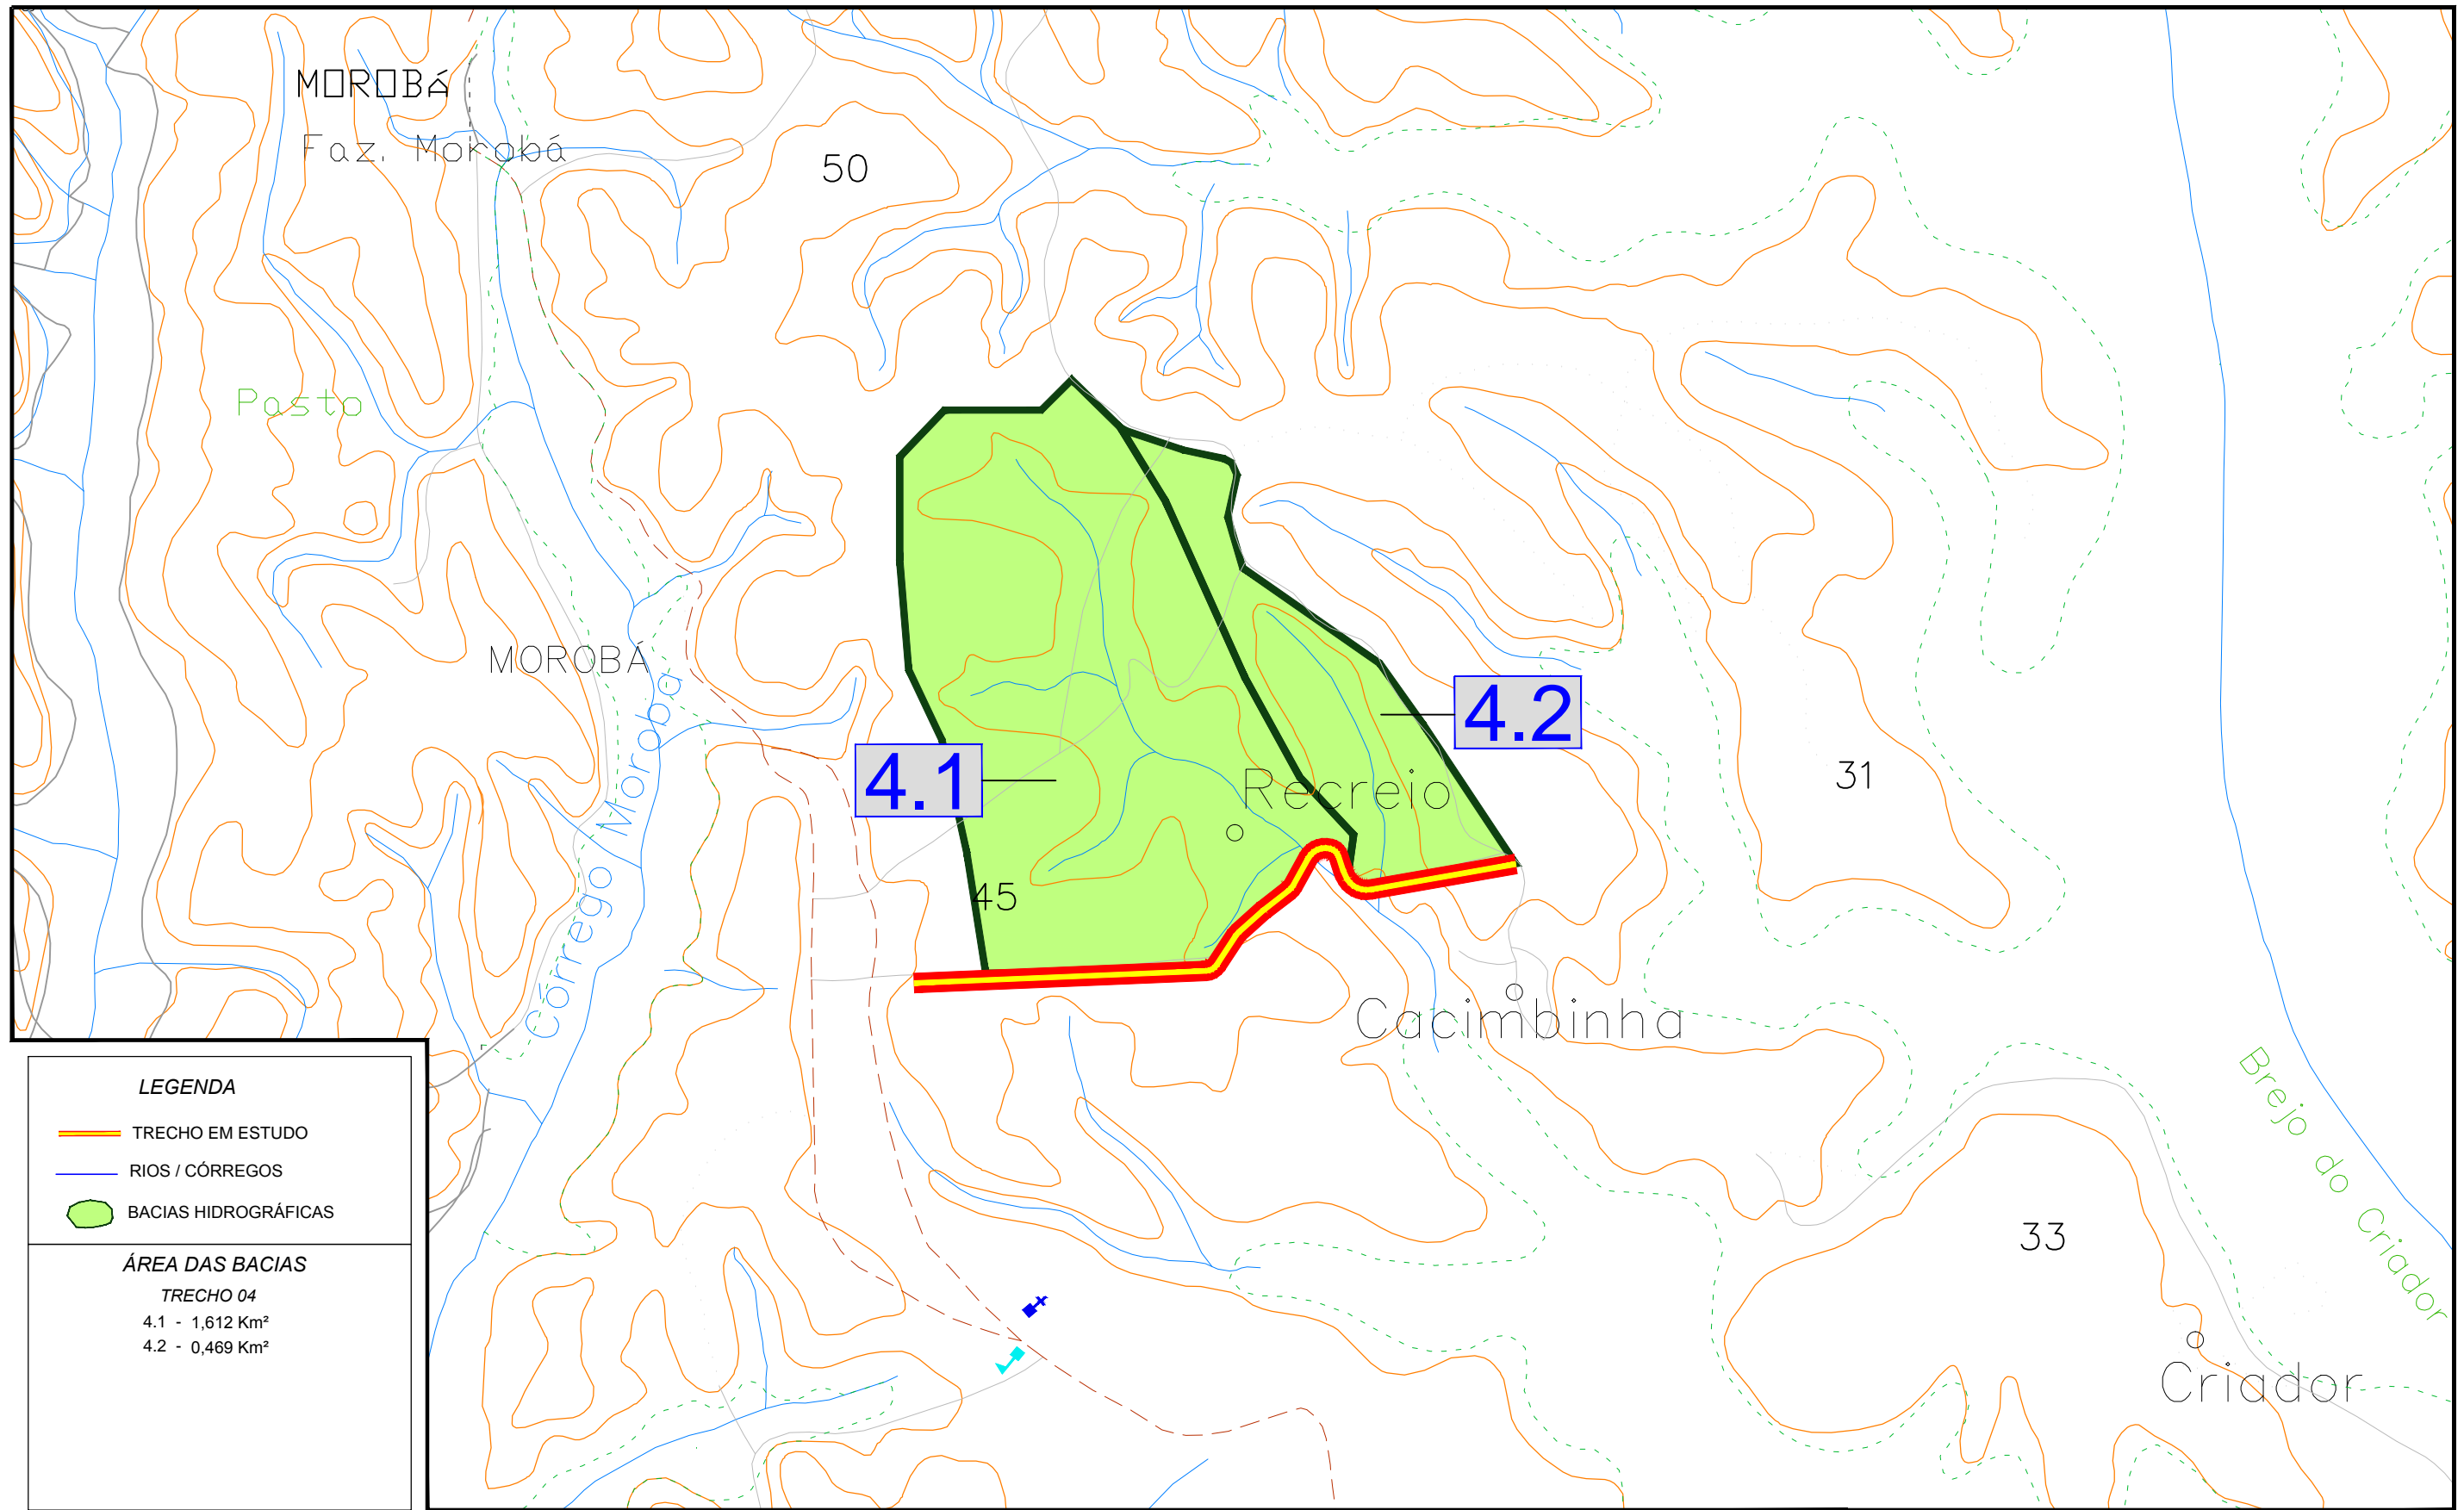 MOROBÁ
Faz. Morobá
50
Pasto
MOROBÁ
Córrego Moroba
4.2
4.1
Recreio
31
45
Cacimbinha
Brejo do Criador
33
Criador
LEGENDA
TRECHO EM ESTUDO
RIOS / CÓRREGOS
BACIAS HIDROGRÁFICAS
ÁREA DAS BACIAS
TRECHO 04
4.1 - 1,612 Km²
4.2 - 0,469 Km²